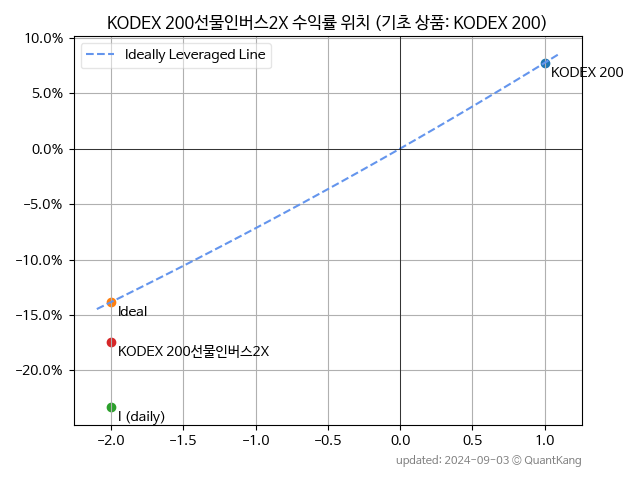 KODEX 200선물인버스2X 수익률 위치 (기초 상품: KODEX 200)
10.0%
5.0%
0.0%
-5.0%
-10.0%
-15.0%
-20.0%
Ideally Leveraged Line
KODEX 200
Ideal
KODEX 200선물인버스2X
I (daily)
-2.0 -1.5 -1.0 -0.5 0.0 0.5 1.0
updated: 2024-09-03 © QuantKang